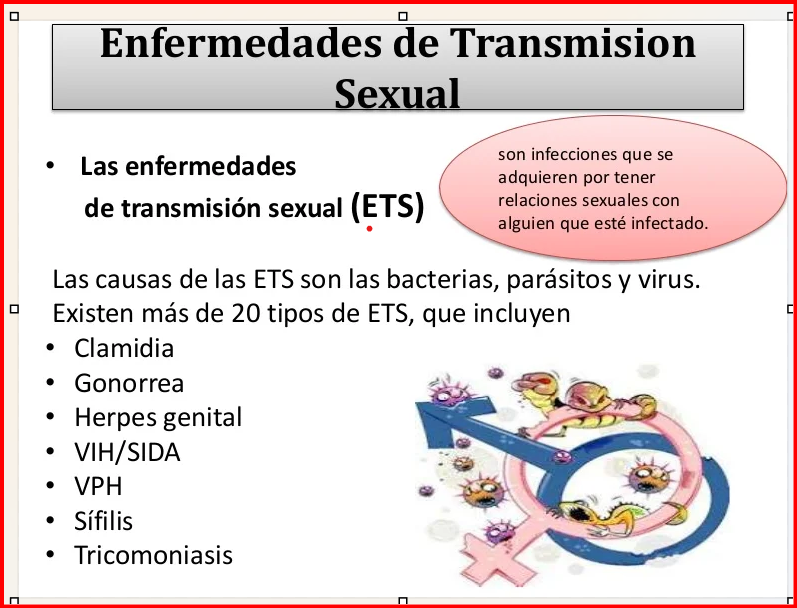 Enfermedades de Transmision
Sexual
• Las enfermedades
de transmisión sexual (ETS)
son infecciones que se
adquieren por tener
relaciones sexuales con
alguien que esté infectado.
Las causas de las ETS son las bacterias, parásitos y virus.
Existen más de 20 tipos de ETS, que incluyen
• Clamidia
• Gonorrea
• Herpes genital
• VIH/SIDA
• VPH
• Sífilis
• Tricomoniasis